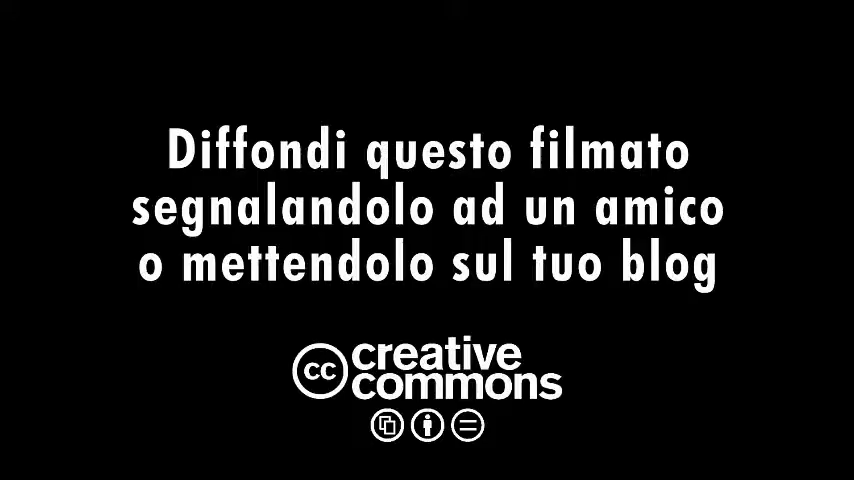 Diffondi questo filmato
segnalandolo ad un amico
o mettendolo sul tuo blog
cc creative
commons